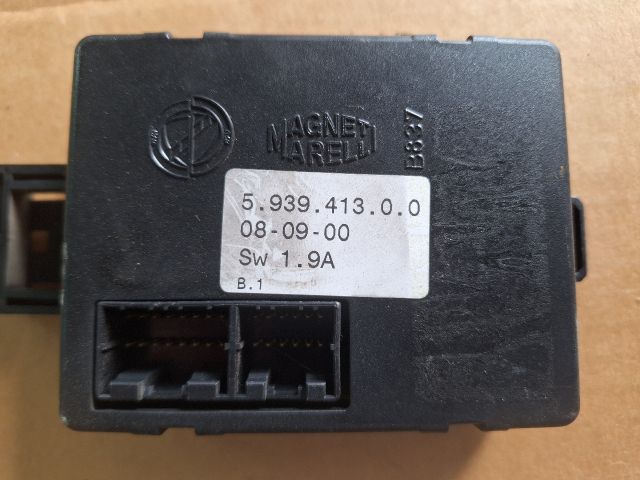 MAGNETI
MARELLI
B837
5.939.413.0.0
08-09-00
Sw 1.9A
B.1